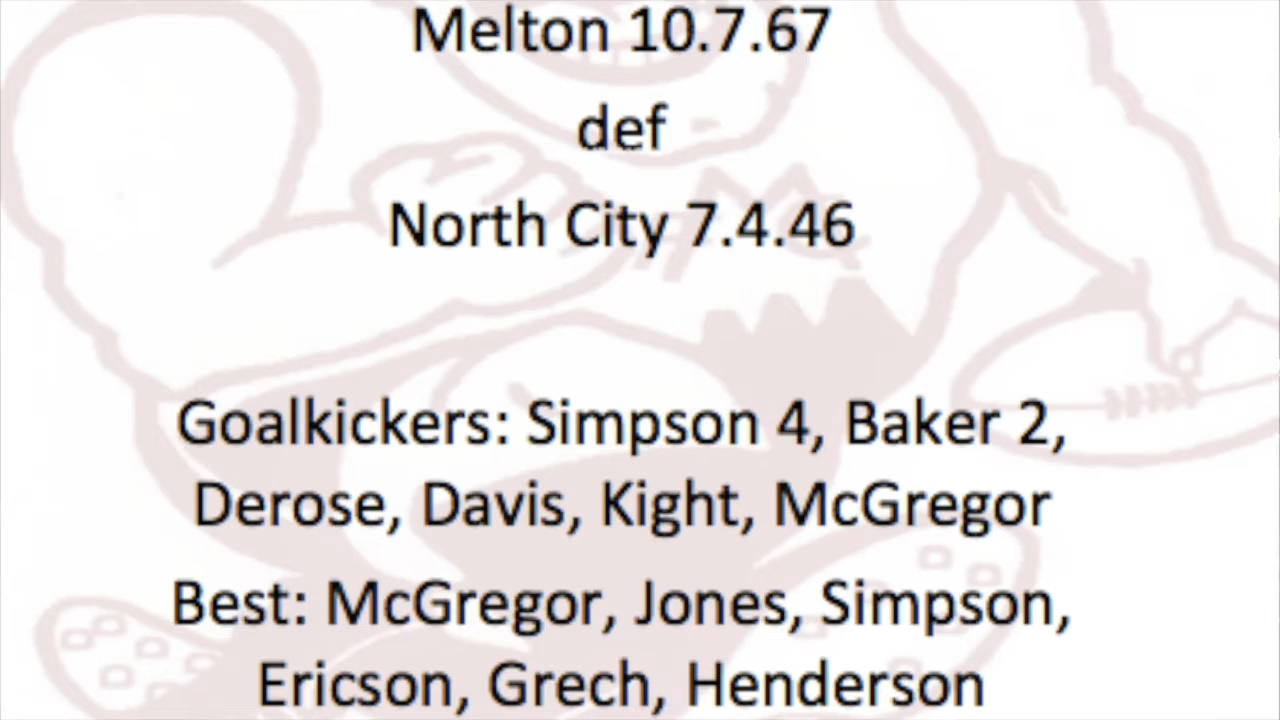 Melton 10.7.67
def
North City 7.4.46
Goalkickers: Simpson 4, Baker 2,
Derose, Davis, Kight, McGregor
Best: McGregor, Jones, Simpson,
Ericson, Grech, Henderson